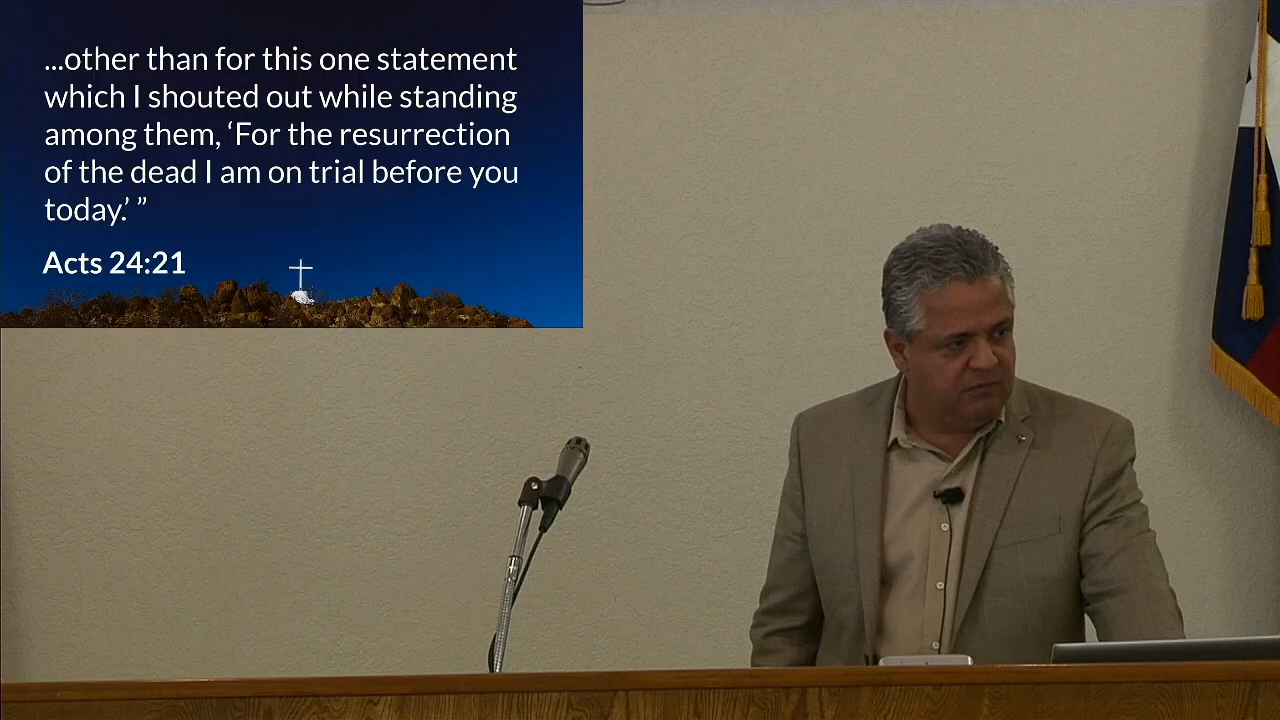 ...other than for this one statement
which I shouted out while standing
among them, ‘For the resurrection
of the dead I am on trial before you
today.’ ”
Acts 24:21